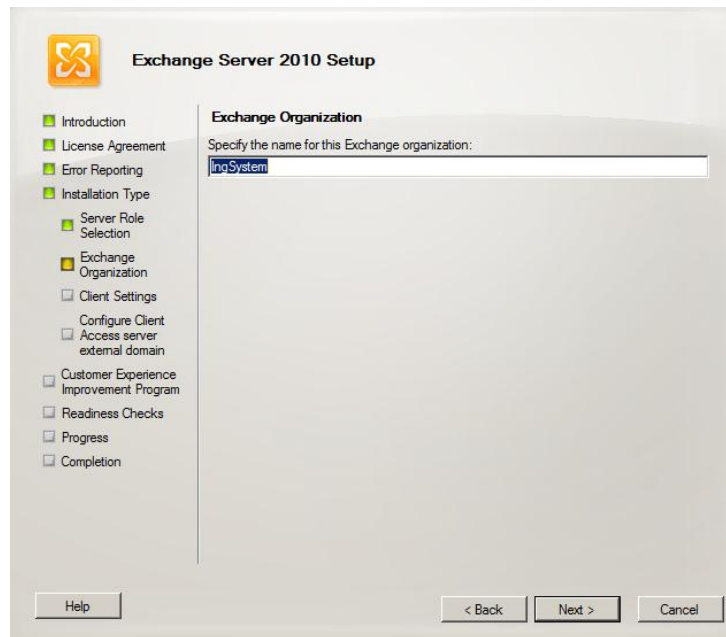 Exchange Server 2010 Setup
Introduction
License Agreement
Error Reporting
Installation Type
Server Role
Selection
Exchange
Organization
Client Settings
Configure Client
Access server
external domain
Customer Experience
Improvement Program
Readiness Checks
Progress
Completion
Exchange Organization
Specify the name for this Exchange organization:
IngSystem
Help
< Back
Next >
Cancel